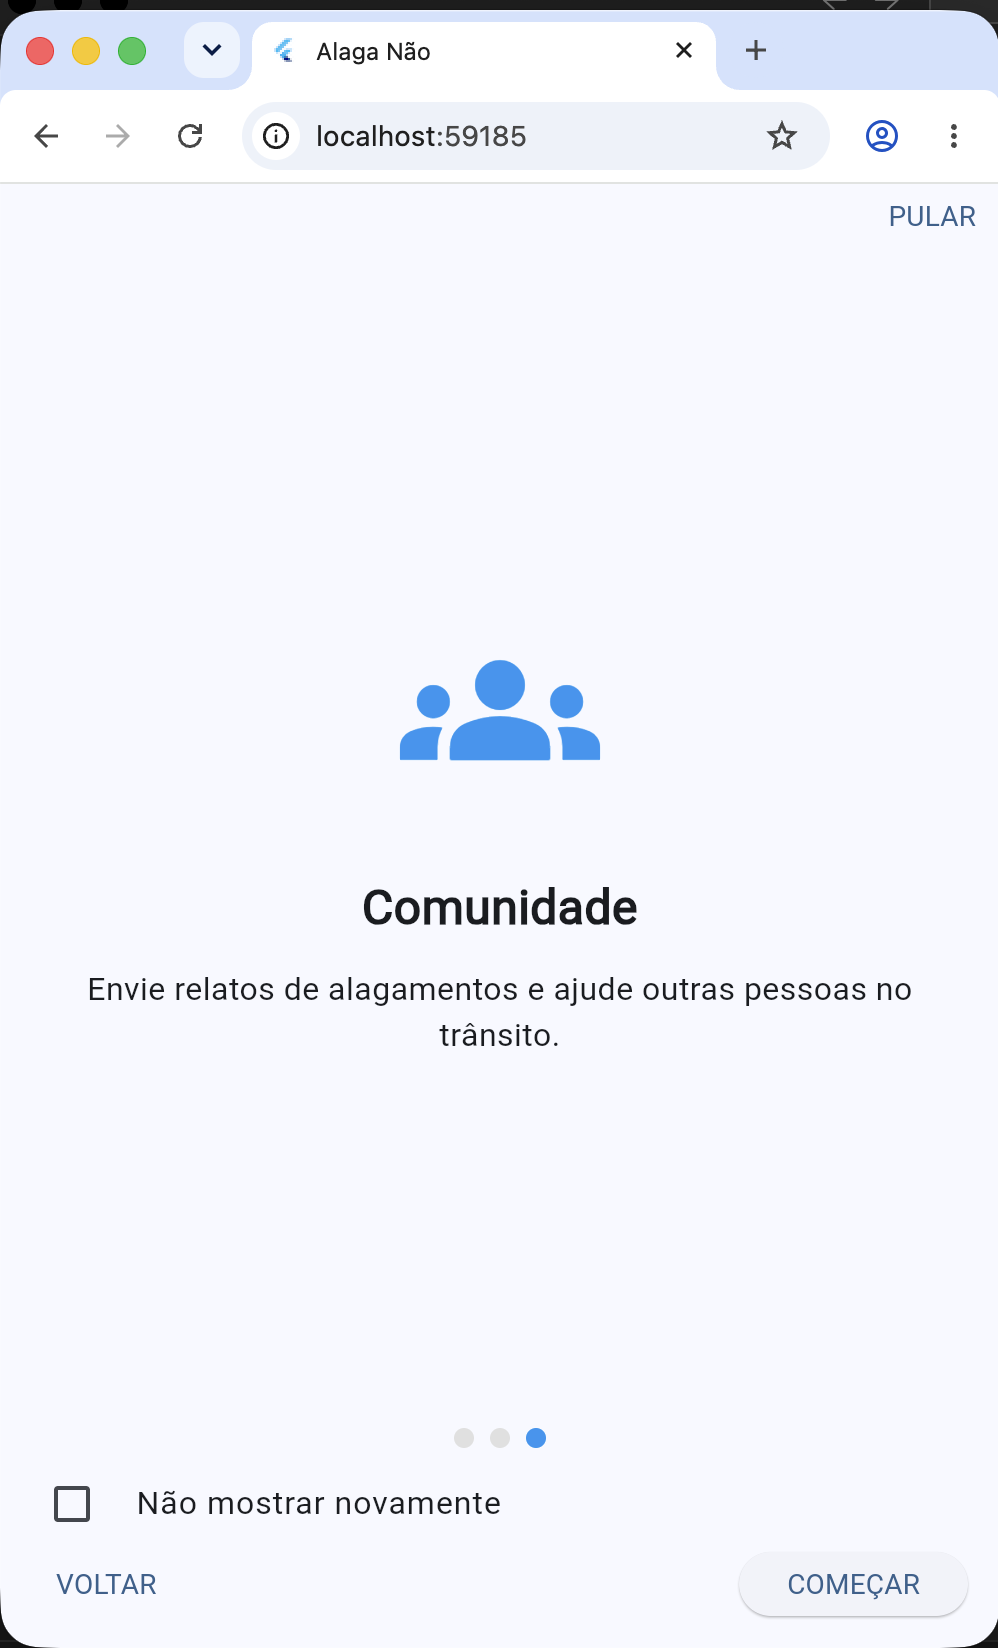 Alaga Não
localhost:59185
PULAR
Comunidade
Envie relatos de alagamentos e ajude outras pessoas no
trânsito.
Não mostrar novamente
VOLTAR
COMEÇAR